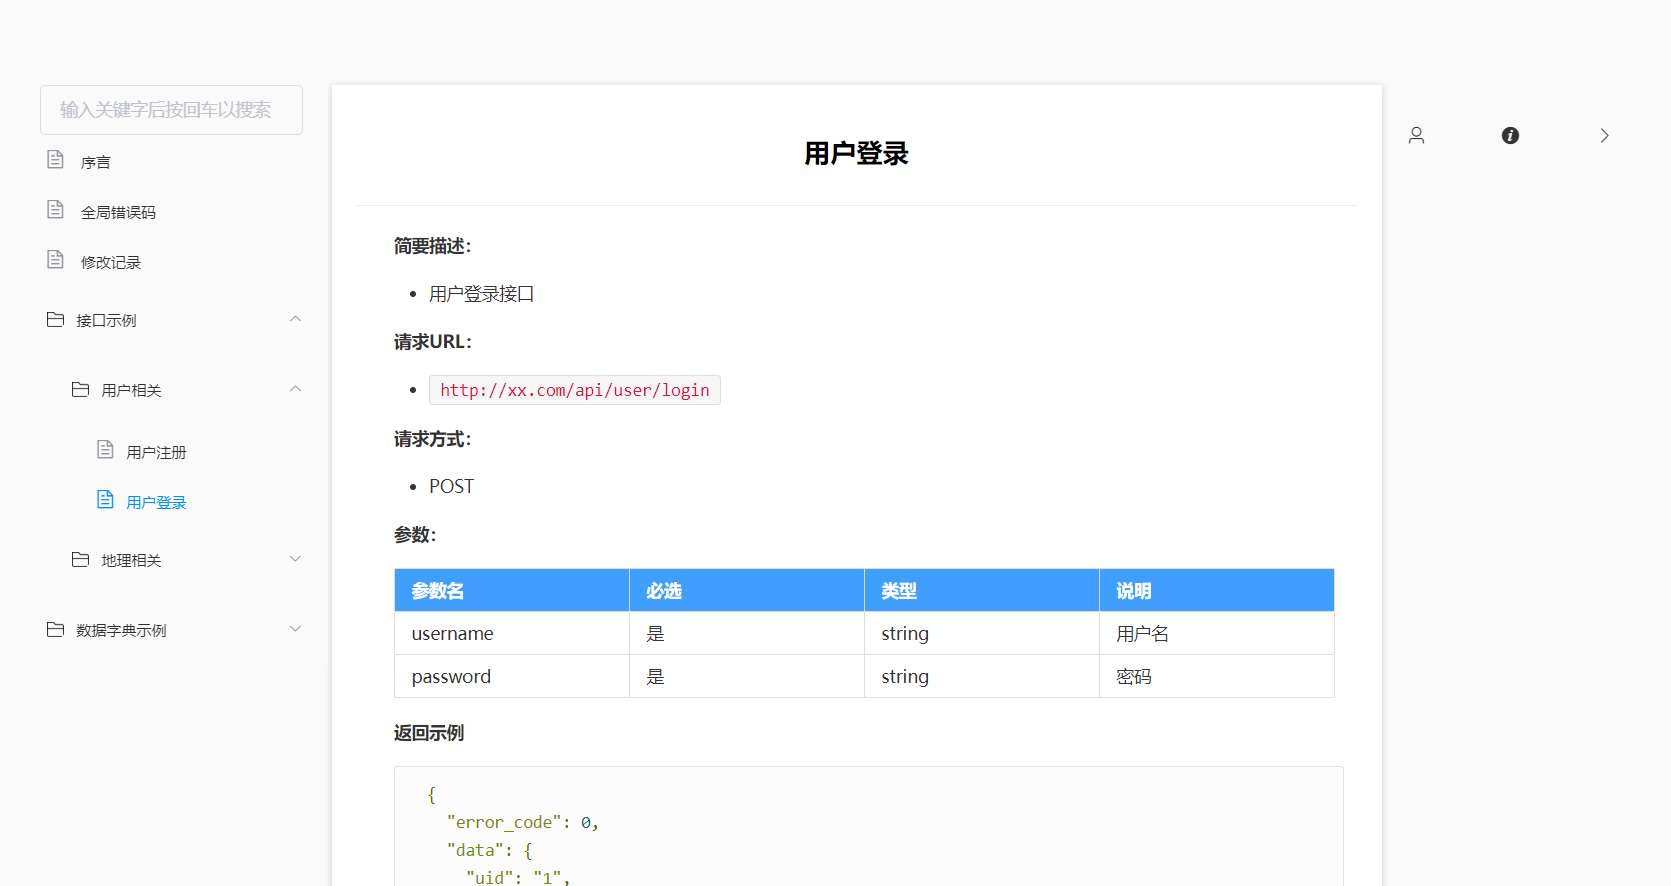 输入关键字后按回车以搜索
序言
全局错误码
修改记录
接口示例
用户相关
用户注册
用户登录
地理相关
数据字典示例
用户登录
简要描述：
用户登录接口
请求URL：
http://xx.com/api/user/login
请求方式：
POST
参数：
参数名 必选 类型 说明
username 是 string 用户名
password 是 string 密码
返回示例
{
"error_code": 0,
"data": {
"uid": "1",